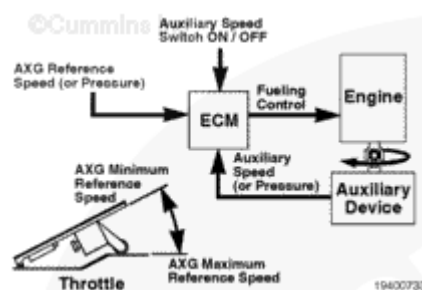 ©Cummins
Auxiliary Speed
Switch ON / OFF
AXG Reference
Speed (or Pressure)
Fueling
Control
Engine
ECM
AXG Minimum
Reference
Speed
Auxiliary
Speed
(or Pressure)
Auxiliary
Device
AXG Maximum
Reference Speed
Throttle